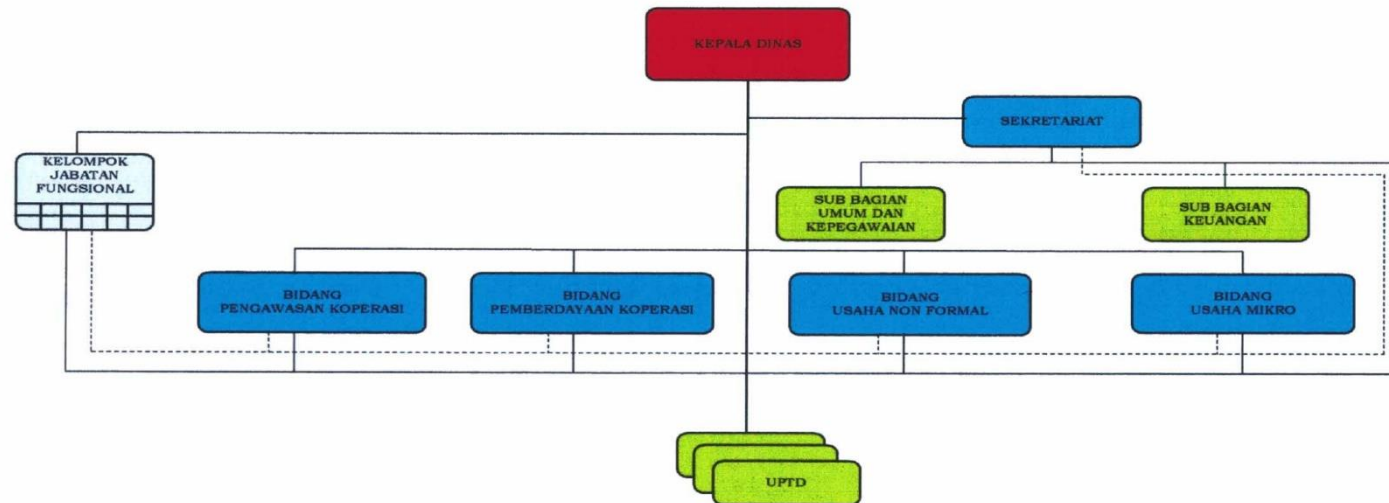 KEPALA DINAS
SEKRETARIAT
KELOMPOK
JABATAN
FUNGSIONAL
SUB BAGIAN
UMUM DAN
KEPEGAWAIAN
SUB BAGIAN
KEUANGAN
BIDANG
PENGAWASAN KOPERASI
BIDANG
PEMBERDAYAAN KOPERASI
BIDANG
USAHA NON FORMAL
BIDANG
USAHA MIKRO
UPTD